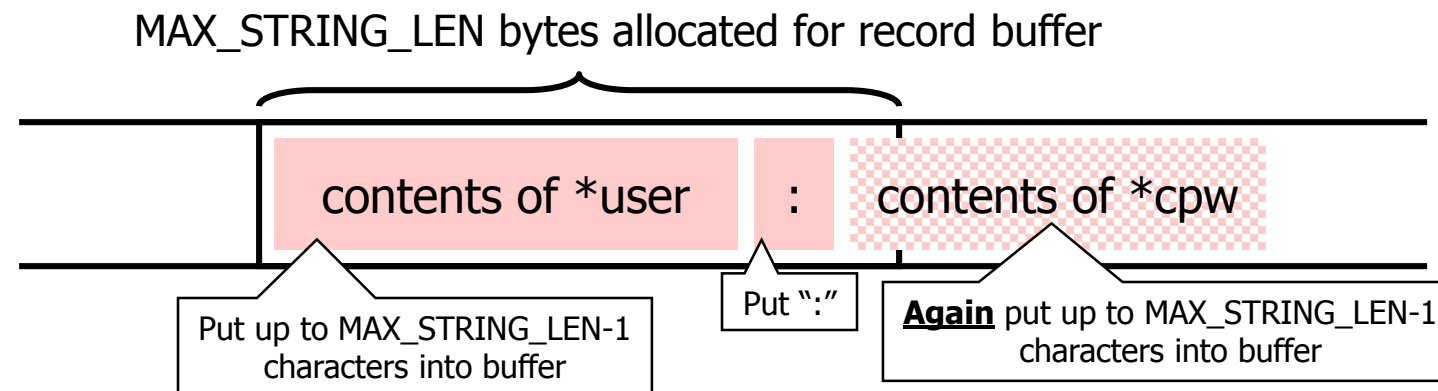 MAX_STRING_LEN bytes allocated for record buffer
contents of *user : contents of *cpw
Put up to MAX_STRING_LEN-1
characters into buffer
Put “:”
Again put up to MAX_STRING_LEN-1
characters into buffer